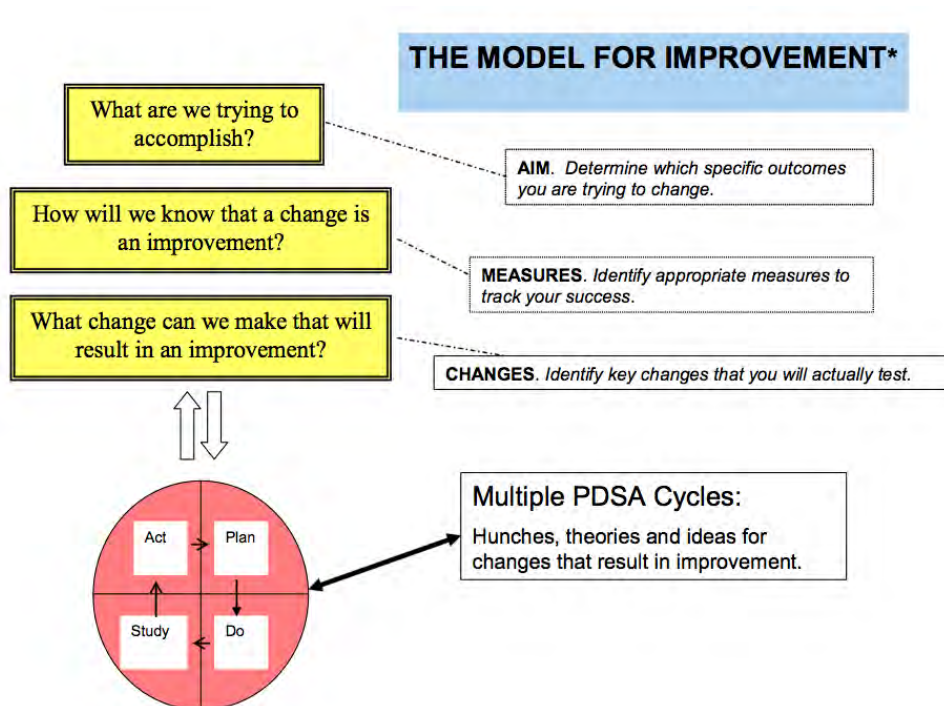 THE MODEL FOR IMPROVEMENT*
What are we trying to
accomplish?
AIM. Determine which specific outcomes
you are trying to change.
How will we know that a change is
an improvement?
MEASURES. Identify appropriate measures to
track your success.
What change can we make that will
result in an improvement?
CHANGES. Identify key changes that you will actually test.
Multiple PDSA Cycles:
Hunches, theories and ideas for
changes that result in improvement.
Act
Plan
Study
Do